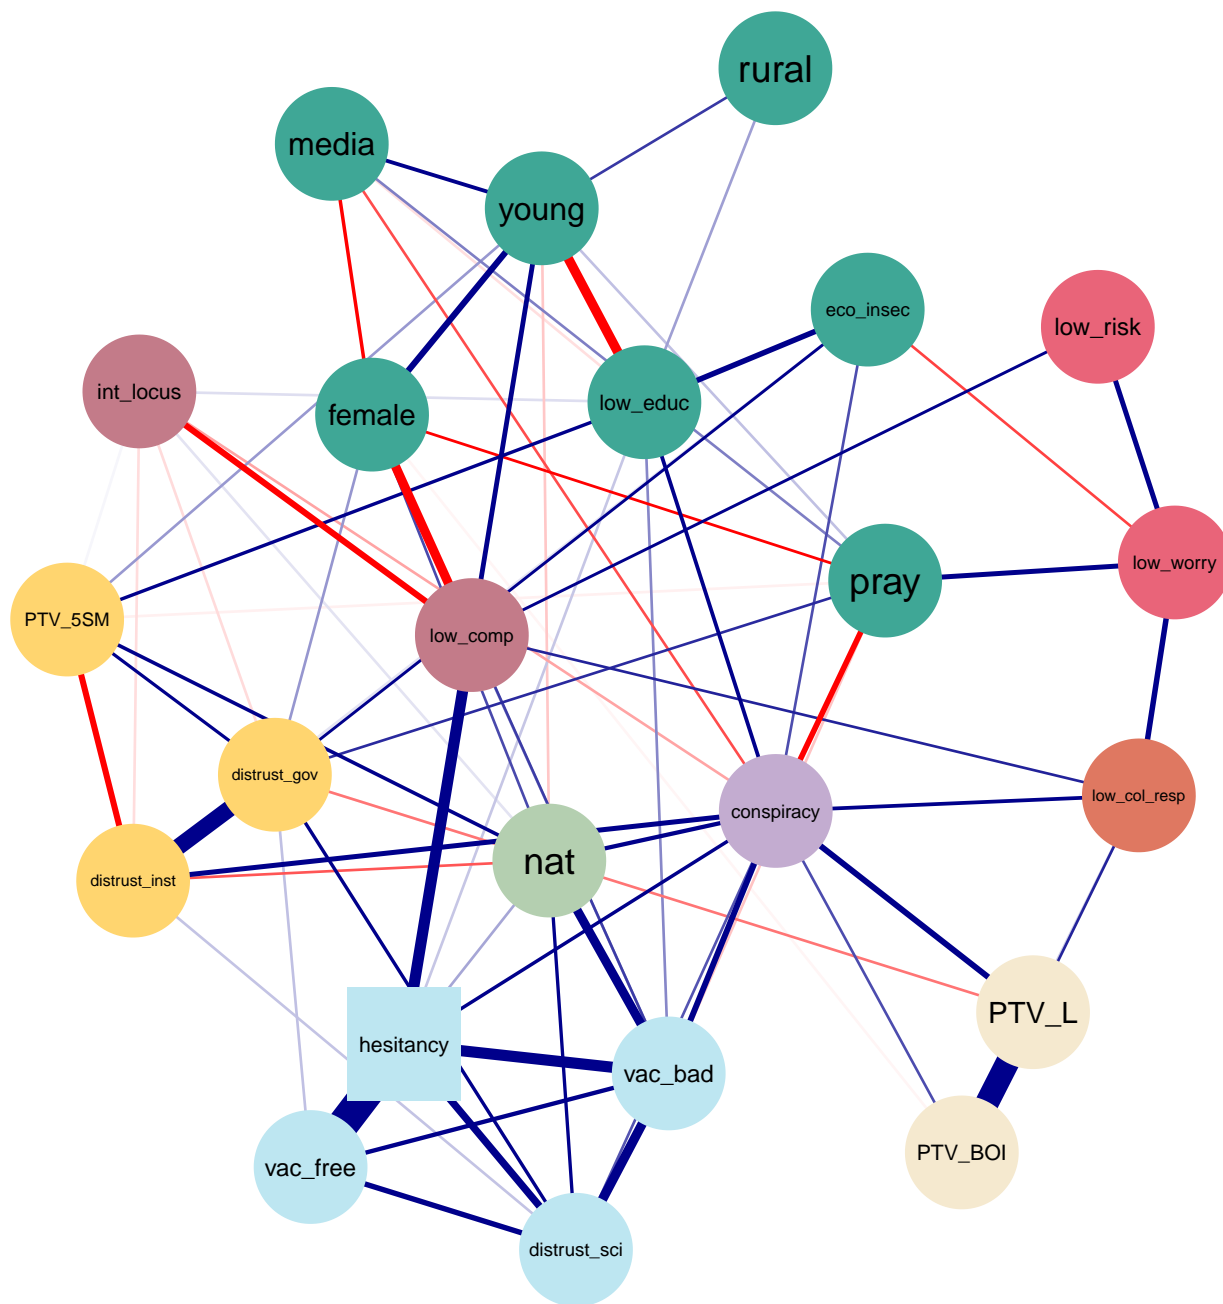 rural
media
young
eco_insec
low_risk
int_locus
low_educ
female
low_worry
pray
PTV_5SM
low_comp
distrust_gov
low_col_resp
conspiracy
nat
distrust_inst
PTV_L
hesitancy
vac_bad
PTV_BOI
vac_free
distrust_sci